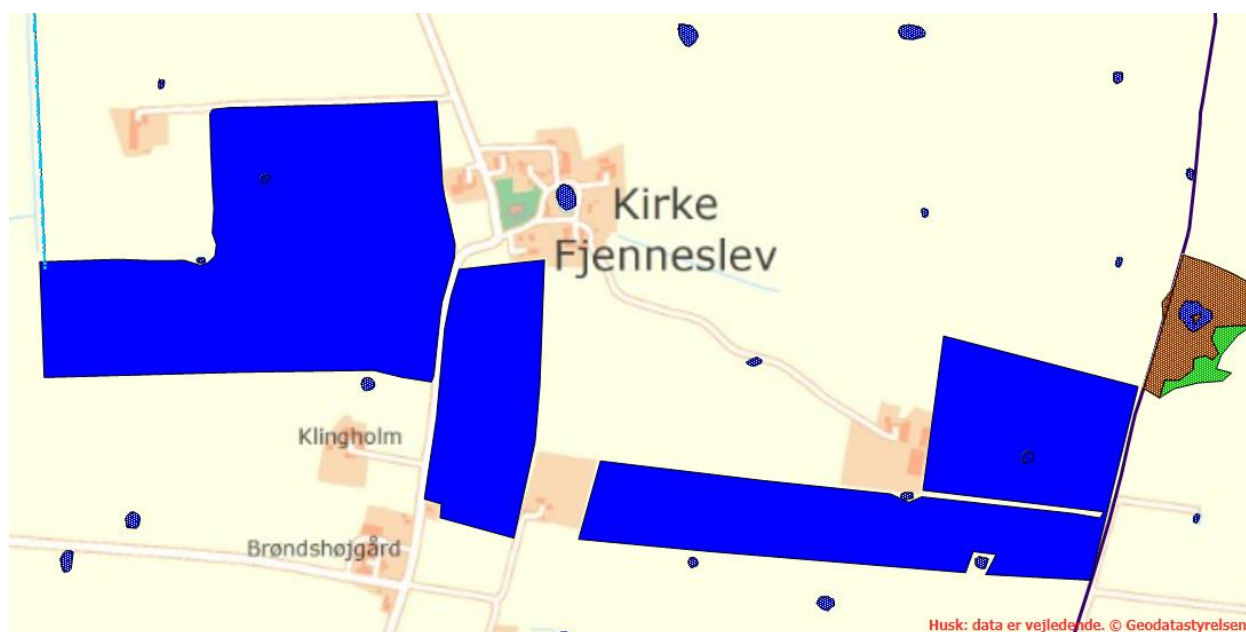 Kirke
Fjenneslev
Klingholm
Brøndshøjgård
Husk: data er vejledende. © Geodatastyrelsen